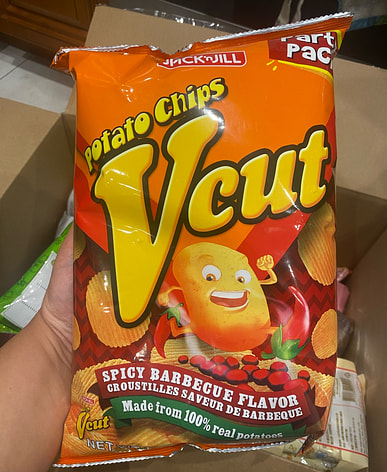 JACK 'n JILL
Party
Pack
Potato Chips
Vcut
SPICY BARBECUE FLAVOR
CROUSTILLES SAVEUR DE BARBEQUE
Made from 100% real potatoes
Vcut
NET